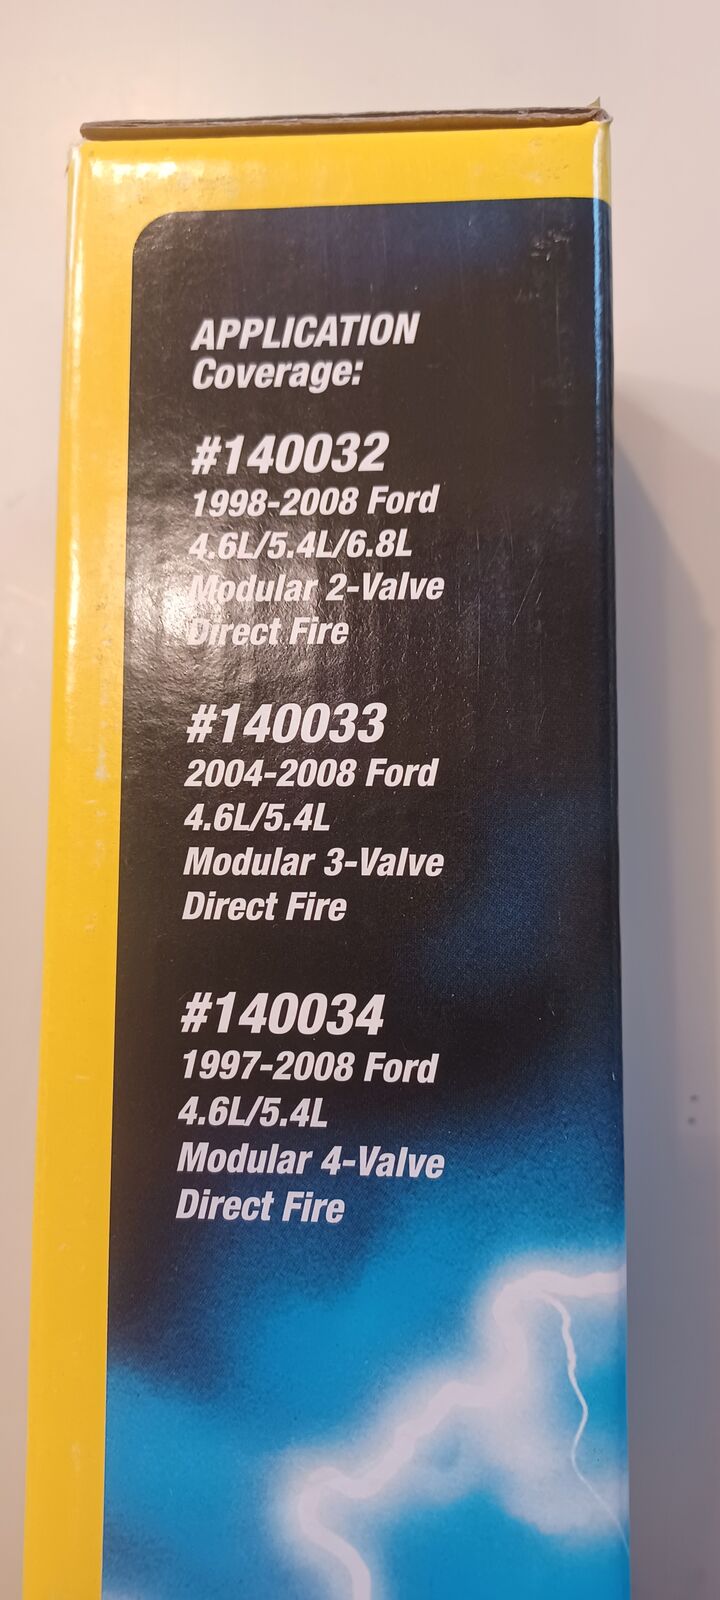 APPLICATION
Coverage:
#140032
1998-2008 Ford
4.6L/5.4L/6.8L
Modular 2-Valve
Direct Fire
#140033
2004-2008 Ford
4.6L/5.4L
Modular 3-Valve
Direct Fire
#140034
1997-2008 Ford
4.6L/5.4L
Modular 4-Valve
Direct Fire